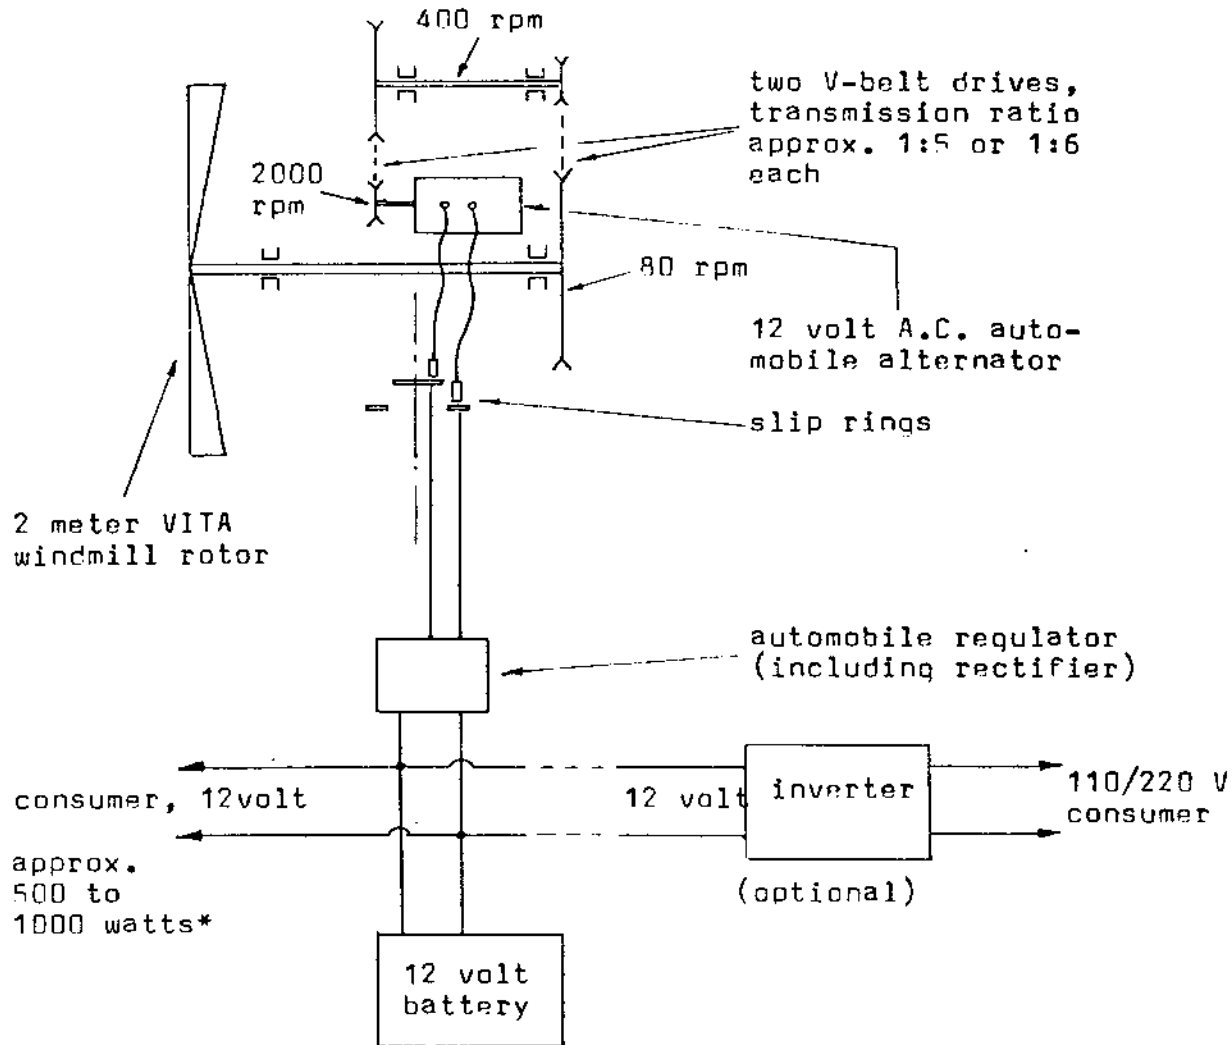 400 rpm
two V-belt drives,
transmission ratio
approx. 1:5 or 1:6
each
2000
rpm
80 rpm
12 volt A.C. auto-
mobile alternator
slip rings
2 meter VITA
windmill rotor
automobile regulator
(including rectifier)
consumer, 12volt
12 volt
inverter
110/220 V
consumer
approx.
500 to
1000 watts*
(optional)
12 volt
battery